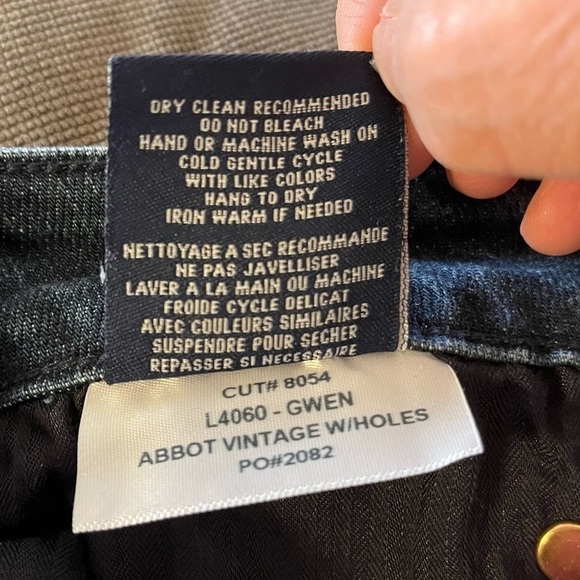 DRY CLEAN RECOMMENDED
DO NOT BLEACH
HAND OR MACHINE WASH ON
COLD GENTLE CYCLE
WITH LIKE COLORS
HANG TO DRY
IRON WARM IF NEEDED
NETTOYAGE A SEC RECOMMANDE
NE PAS JAVELLISER
LAVER A LA MAIN OU MACHINE
FROIDE CYCLE DELICAT
AVEC COULEURS SIMILAIRES
SUSPENDRE POUR SECHER
REPASSER SI NECESSAIRE
CUT# 8054
L4060 - GWEN
ABBOT VINTAGE W/HOLES
PO#2082